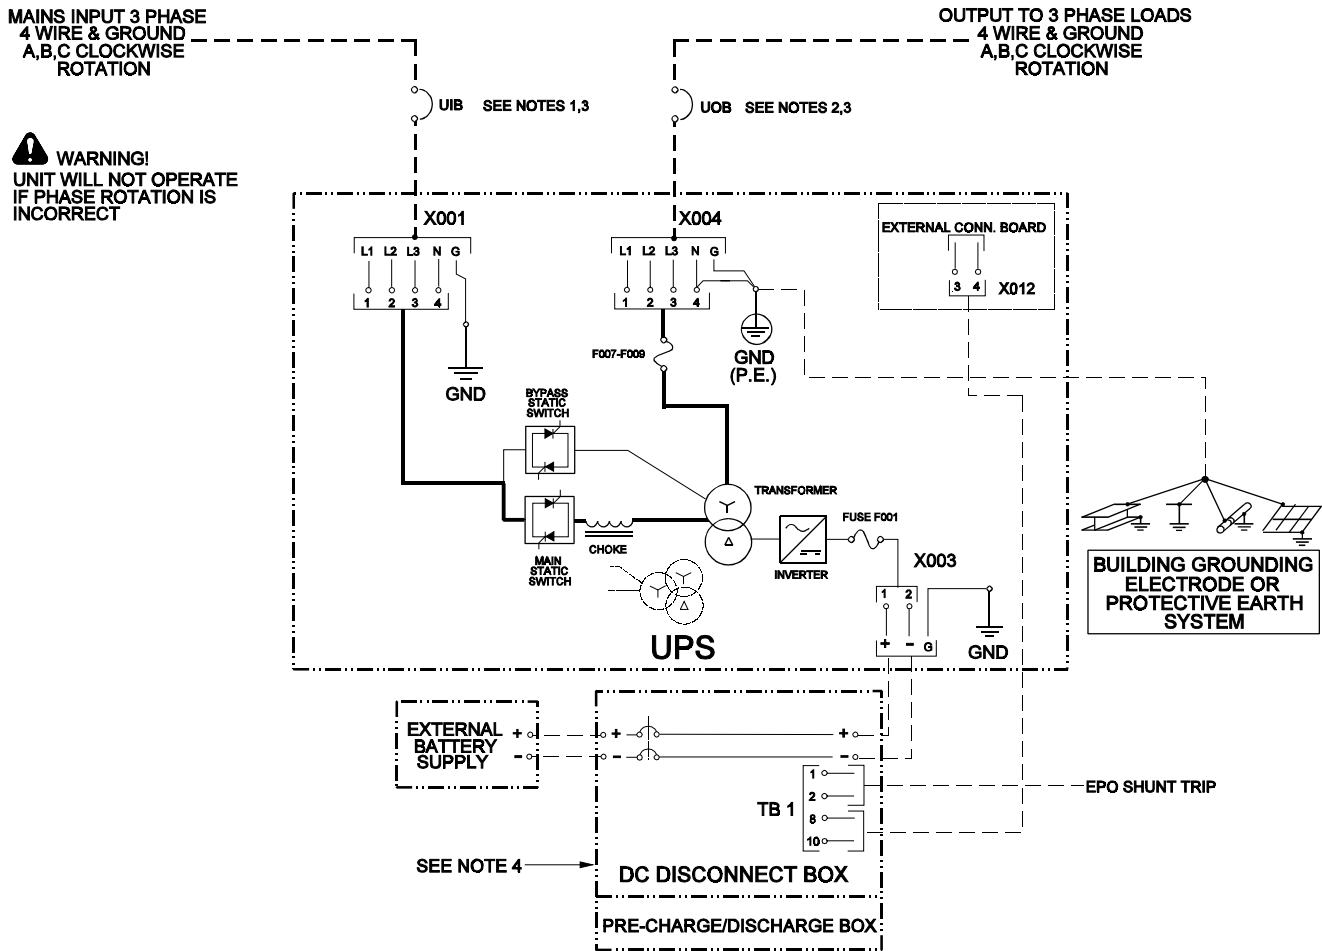 MAINS INPUT 3 PHASE
4 WIRE & GROUND
A,B,C CLOCKWISE
ROTATION
OUTPUT TO 3 PHASE LOADS
4 WIRE & GROUND
A,B,C CLOCKWISE
ROTATION
UIB SEE NOTES 1,3
UOB SEE NOTES 2,3
WARNING!
UNIT WILL NOT OPERATE
IF PHASE ROTATION IS
INCORRECT
X001
L1 L2 L3 N G
1 2 3 4
GND
X004
L1 L2 L3 N G
1 2 3 4
GND
(P.E.)
EXTERNAL CONN. BOARD
3 4
X012
F007-F009
BYPASS
STATIC
SWITCH
MAIN
STATIC
SWITCH
CHOKE
TRANSFORMER
INVERTER
FUSE F001
X003
1 2
+ - G
GND
UPS
BUILDING GROUNDING
ELECTRODE OR
PROTECTIVE EARTH
SYSTEM
EXTERNAL
BATTERY
SUPPLY
+
-
+
-
+
-
TB 1
1
2
8
10
EPO SHUNT TRIP
SEE NOTE 4
DC DISCONNECT BOX
PRE-CHARGE/DISCHARGE BOX